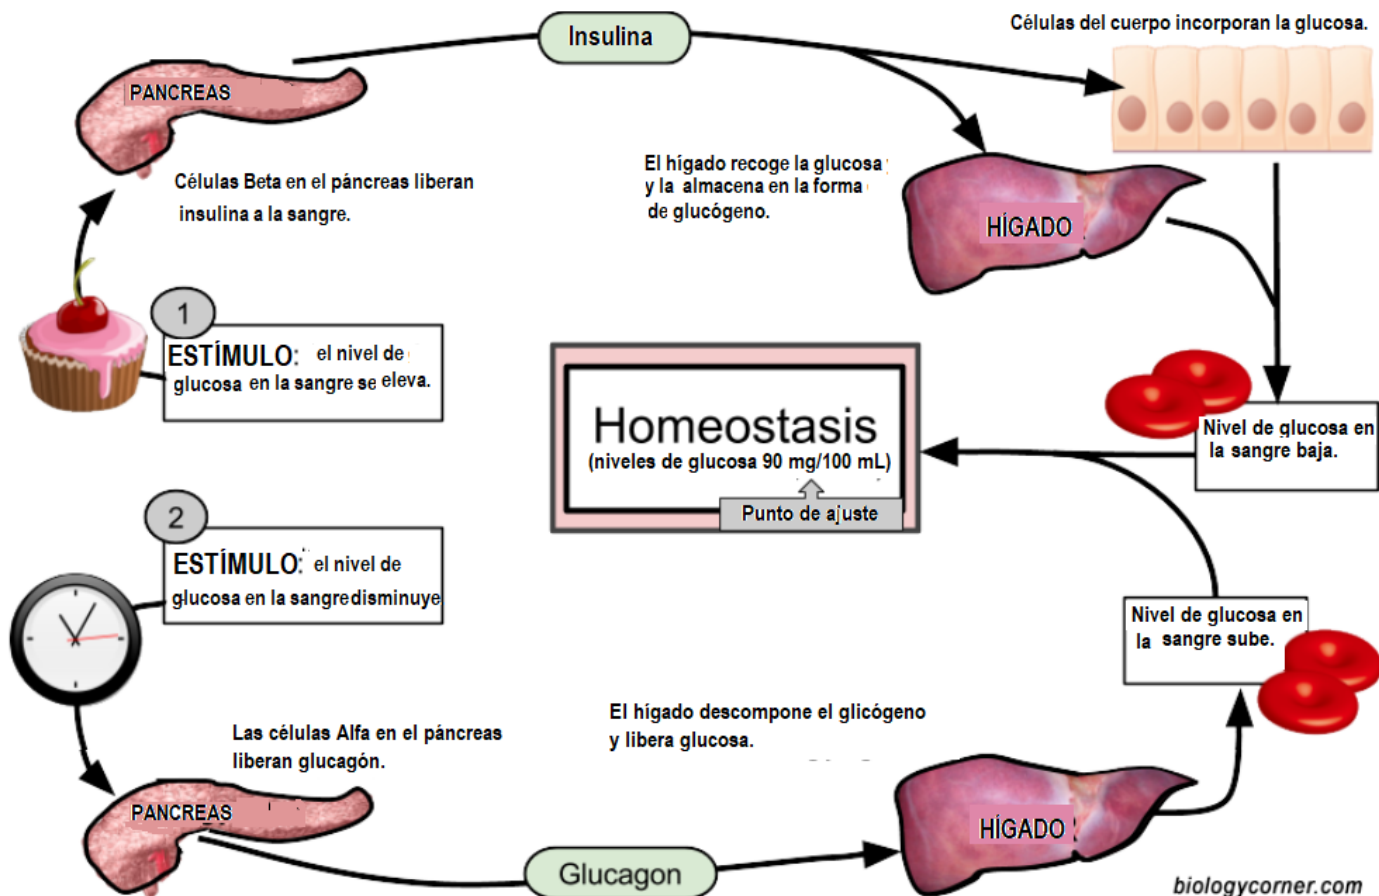 Insulina
Células del cuerpo incorporan la glucosa.
PANCREAS
Células Beta en el páncreas liberan
insulina a la sangre.
El hígado recoge la glucosa
y la almacena en la forma
de glucógeno.
HÍGADO
1
ESTÍMULO: el nivel de
glucosa en la sangre se eleva.
Homeostasis
(niveles de glucosa 90 mg/100 mL)
Punto de ajuste
Nivel de glucosa en
la sangre baja.
2
ESTÍMULO: el nivel de
glucosa en la sangre disminuye
Nivel de glucosa en
la sangre sube.
Las células Alfa en el páncreas
liberan glucagón.
El hígado descompone el glicógeno
y libera glucosa.
PANCREAS
HÍGADO
Glucagon
biologycorner.com